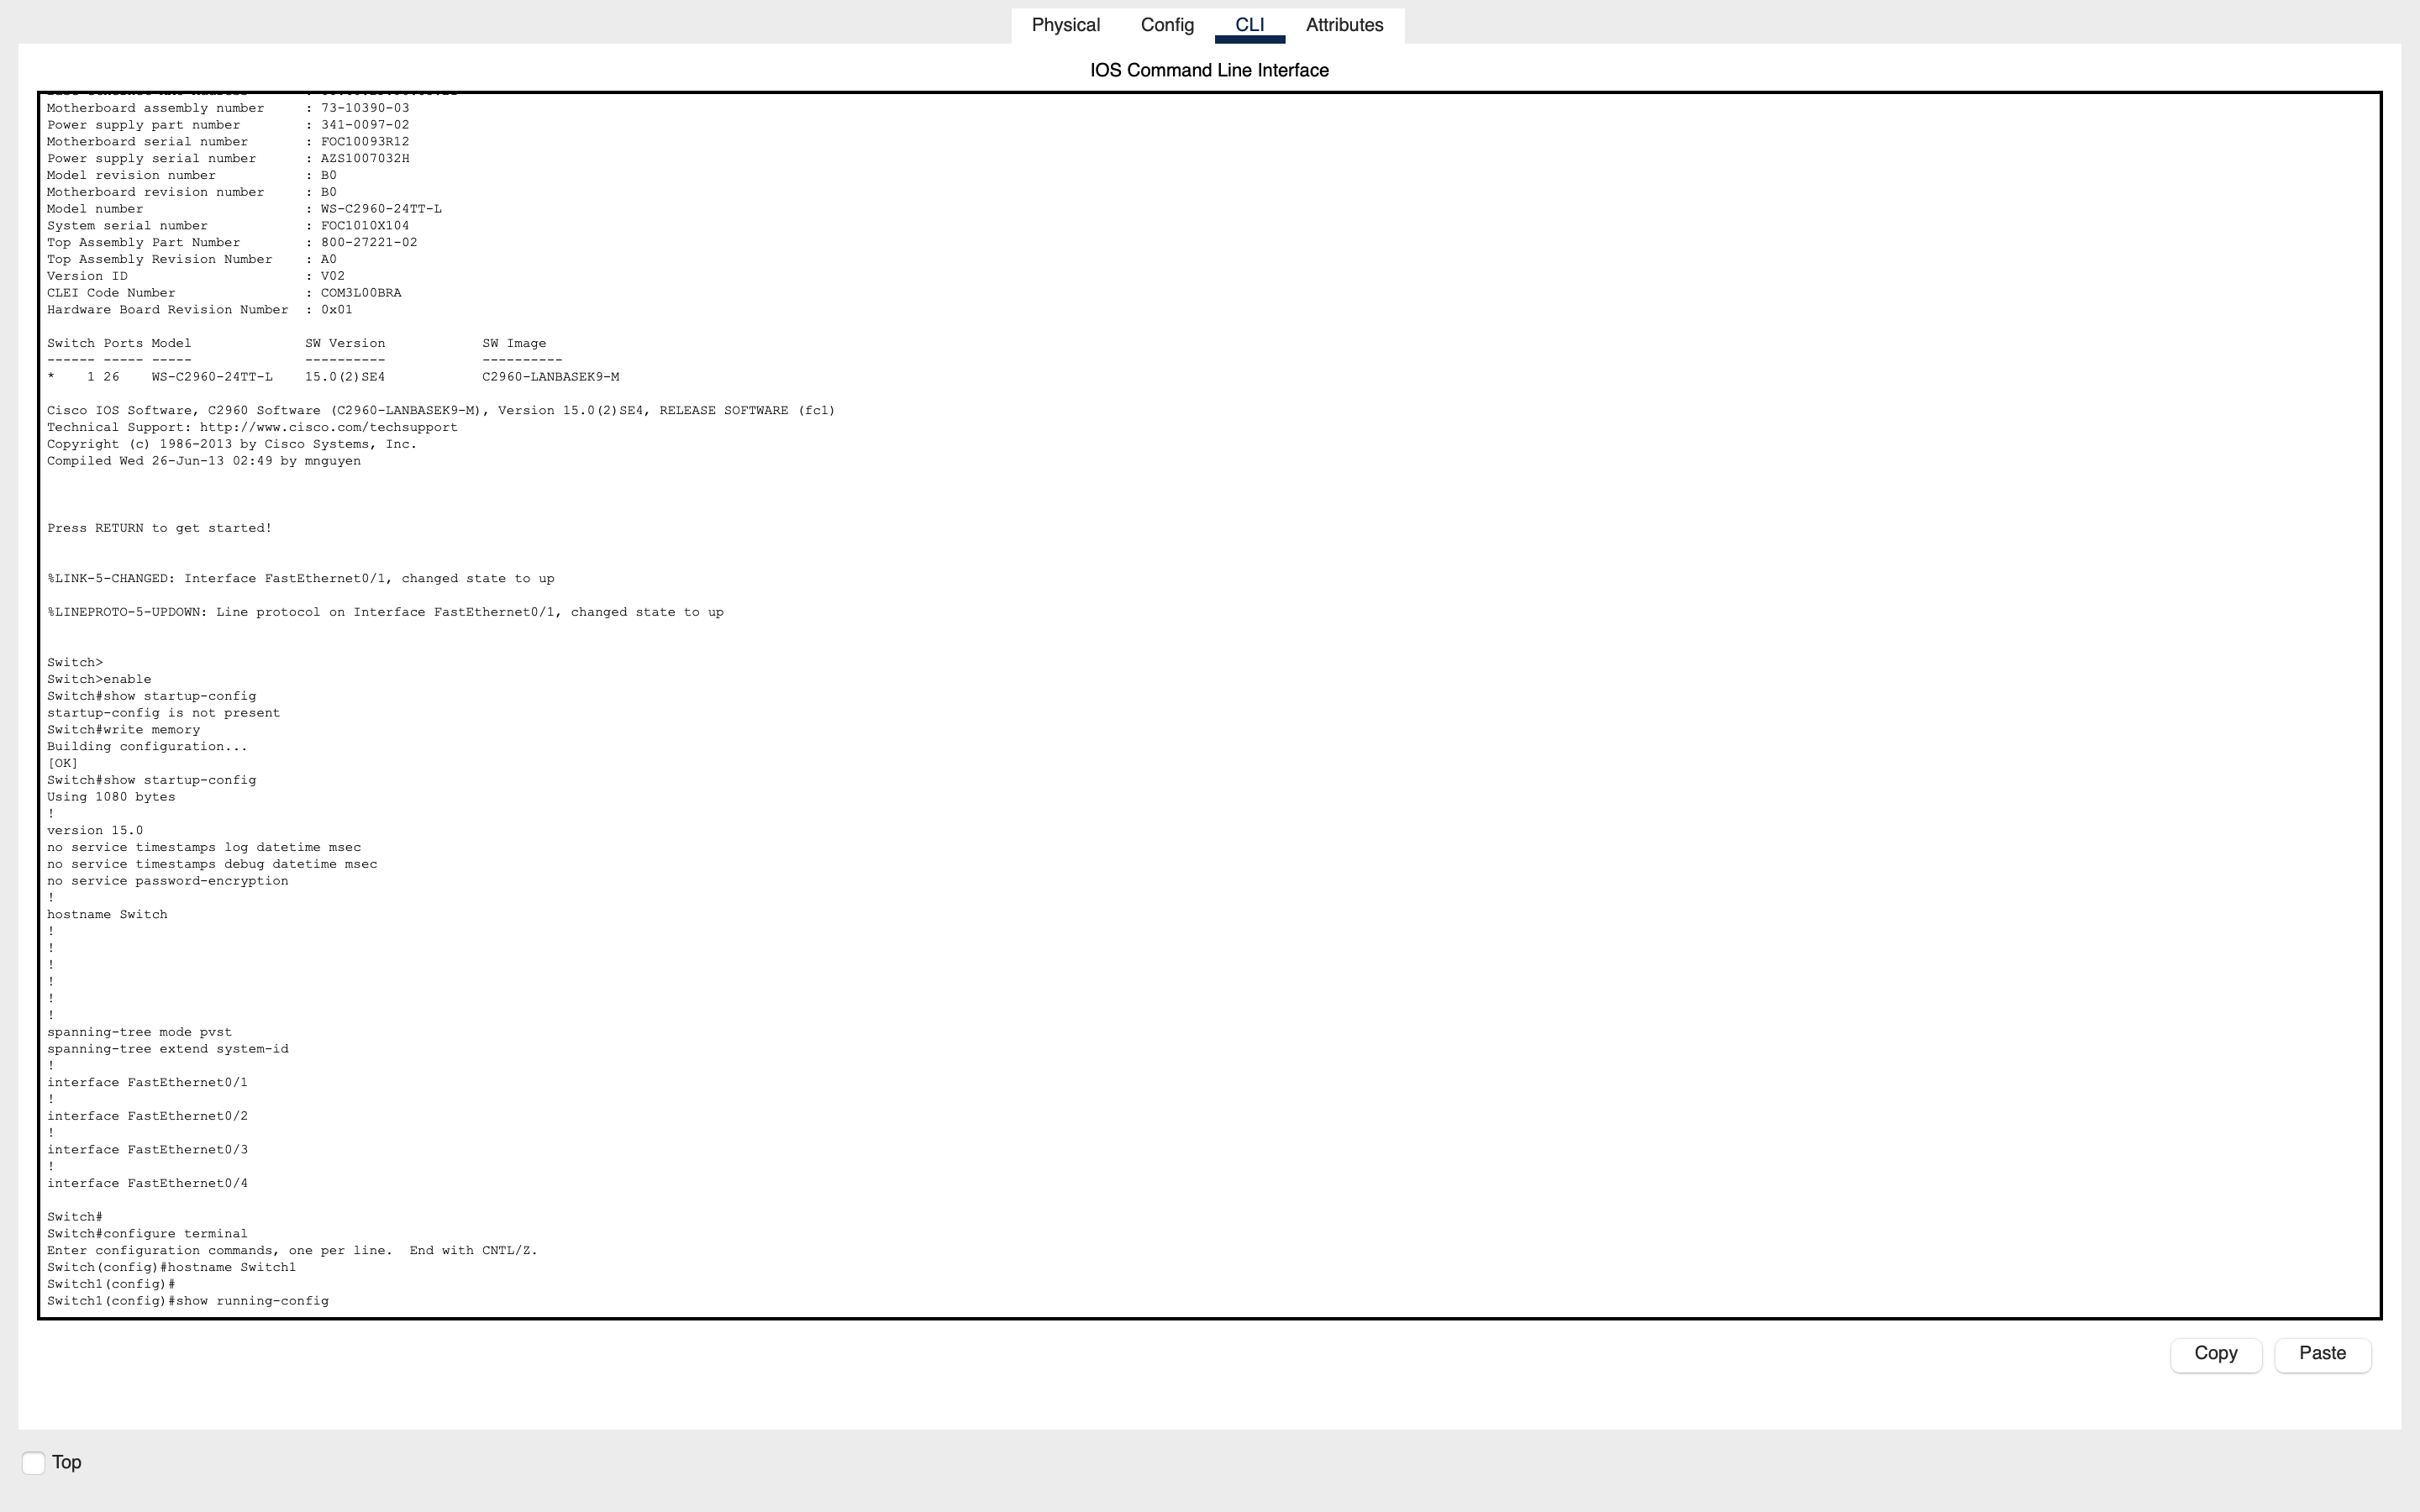 Physical Config CLI Attributes
IOS Command Line Interface
Motherboard assembly number : 73-10390-03
Power supply part number : 341-0097-02
Motherboard serial number : FOC10093R12
Power supply serial number : AZS1007032H
Model revision number : B0
Motherboard revision number : B0
Model number : WS-C2960-24TT-L
System serial number : FOC1010X104
Top Assembly Part Number : 800-27221-02
Top Assembly Revision Number : A0
Version ID : V02
CLEI Code Number : COM3L00BRA
Hardware Board Revision Number : 0x01
Switch Ports Model SW Version SW Image
------ ----- ----- ---------- ----------
* 1 26 WS-C2960-24TT-L 15.0(2)SE4 C2960-LANBASEK9-M
Cisco IOS Software, C2960 Software (C2960-LANBASEK9-M), Version 15.0(2)SE4, RELEASE SOFTWARE (fc1)
Technical Support: http://www.cisco.com/techsupport
Copyright (c) 1986-2013 by Cisco Systems, Inc.
Compiled Wed 26-Jun-13 02:49 by mnguyen
Press RETURN to get started!
%LINK-5-CHANGED: Interface FastEthernet0/1, changed state to up
%LINEPROTO-5-UPDOWN: Line protocol on Interface FastEthernet0/1, changed state to up
Switch>
Switch>enable
Switch#show startup-config
startup-config is not present
Switch#write memory
Building configuration...
[OK]
Switch#show startup-config
Using 1080 bytes
!
version 15.0
no service timestamps log datetime msec
no service timestamps debug datetime msec
no service password-encryption
!
hostname Switch
!
!
!
!
!
!
spanning-tree mode pvst
spanning-tree extend system-id
!
interface FastEthernet0/1
!
interface FastEthernet0/2
!
interface FastEthernet0/3
!
interface FastEthernet0/4
Switch#
Switch#configure terminal
Enter configuration commands, one per line. End with CNTL/Z.
Switch(config)#hostname Switch1
Switch1(config)#
Switch1(config)#show running-config
Copy Paste
Top